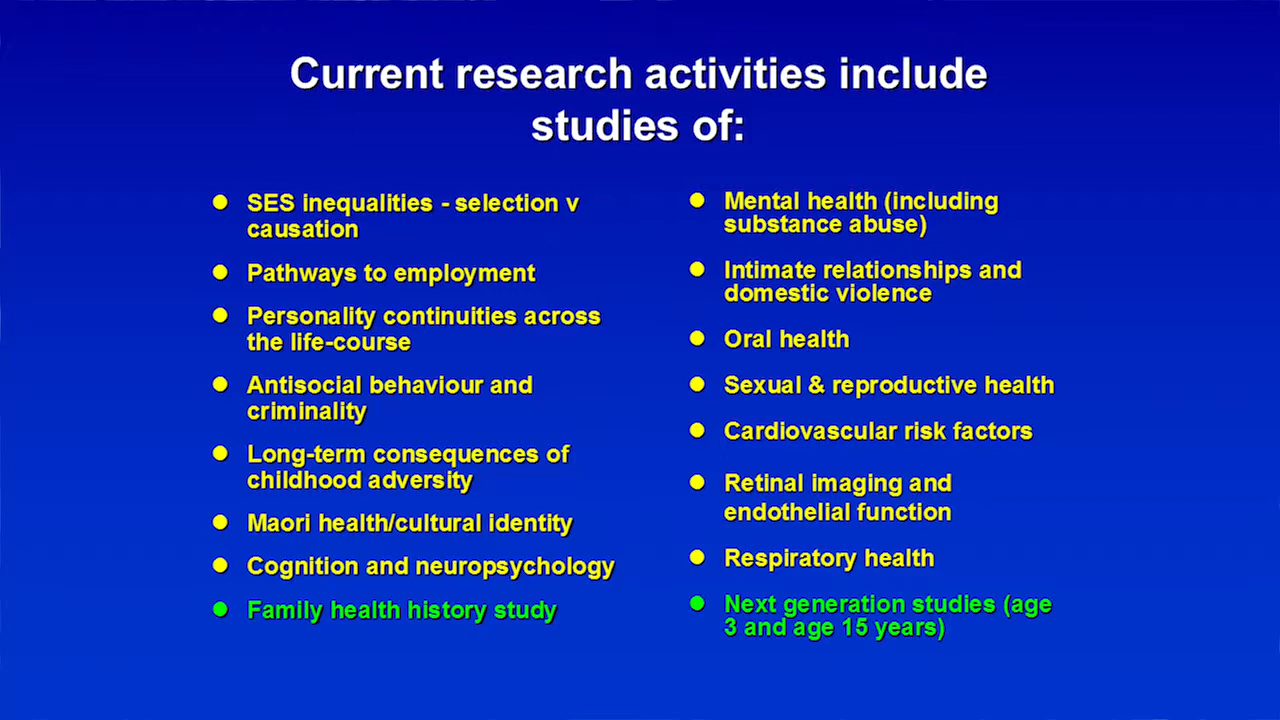 Current research activities include
studies of:
SES inequalities - selection v
causation
Pathways to employment
Personality continuities across
the life-course
Antisocial behaviour and
criminality
Long-term consequences of
childhood adversity
Maori health/cultural identity
Cognition and neuropsychology
Family health history study
Mental health (including
substance abuse)
Intimate relationships and
domestic violence
Oral health
Sexual & reproductive health
Cardiovascular risk factors
Retinal imaging and
endothelial function
Respiratory health
Next generation studies (age
3 and age 15 years)